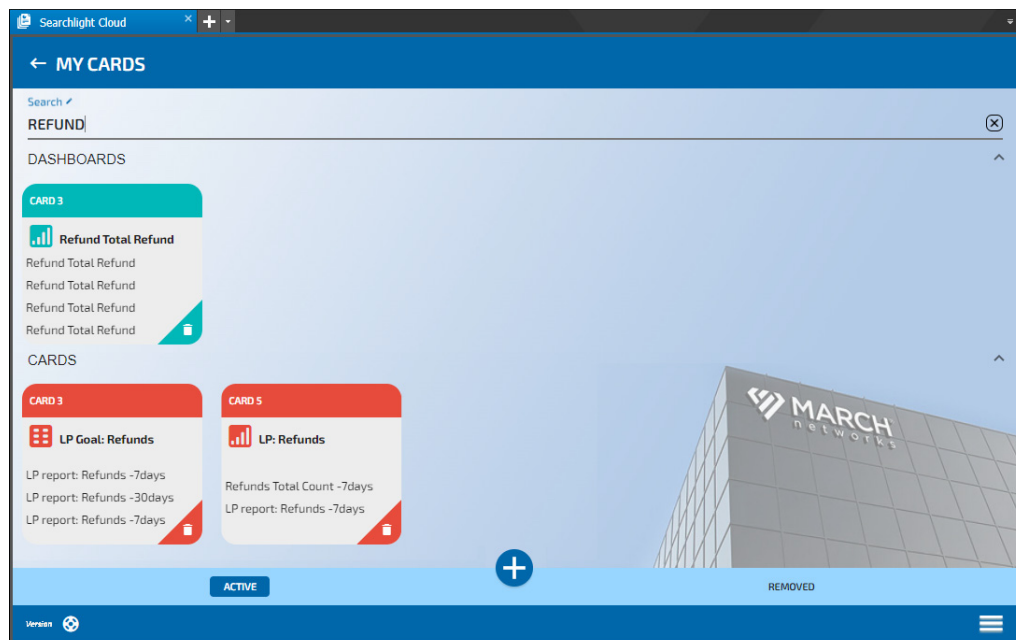 Searchlight Cloud
← MY CARDS
Search
REFUND
DASHBOARDS
CARD 3
Refund Total Refund
Refund Total Refund
Refund Total Refund
Refund Total Refund
Refund Total Refund
CARDS
CARD 3
LP Goal: Refunds
LP report: Refunds -7days
LP report: Refunds -30days
LP report: Refunds -7days
CARD 5
LP: Refunds
Refunds Total Count -7days
LP report: Refunds -7days
MARCH
networks
ACTIVE
REMOVED
Version